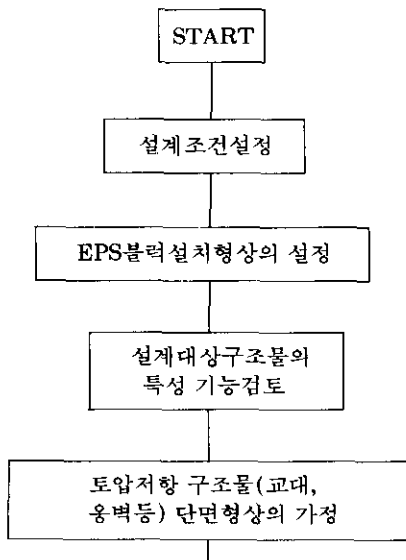 START
설계조건설정
EPS블럭설치형상의 설정
설계대상구조물의
특성 기능검토
토압저항 구조물(교대,
옹벽등) 단면형상의 가정